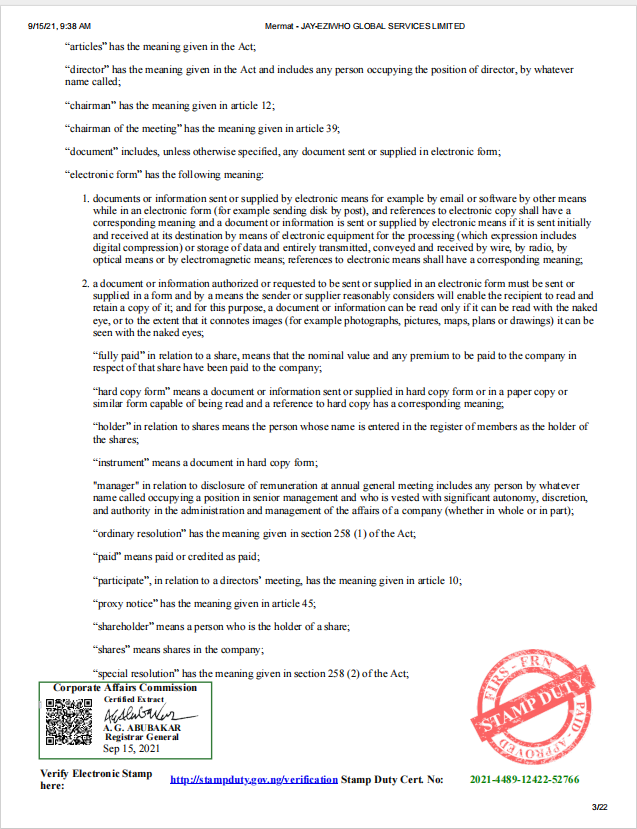 9/15/21, 9:38 AM Mermat - JAY-EZIWHO GLOBAL SERVICES LIMITED
“articles” has the meaning given in the Act;
“director” has the meaning given in the Act and includes any person occupying the position of director, by whatever
name called;
“chairman” has the meaning given in article 12;
“chairman of the meeting” has the meaning given in article 39;
“document” includes, unless otherwise specified, any document sent or supplied in electronic form;
“electronic form” has the following meaning:
1. documents or information sent or supplied by electronic means for example by email or software by other means
while in an electronic form (for example sending disk by post), and references to electronic copy shall have a
corresponding meaning and a document or information is sent or supplied by electronic means if it is sent initially
and received at its destination by means of electronic equipment for the processing (which expression includes
digital compression) or storage of data and entirely transmitted, conveyed and received by wire, by radio, by
optical means or by electromagnetic means; references to electronic means shall have a corresponding meaning;
2. a document or information authorized or requested to be sent or supplied in an electronic form must be sent or
supplied in a form and by a means the sender or supplier reasonably considers will enable the recipient to read and
retain a copy of it; and for this purpose, a document or information can be read only if it can be read with the naked
eye, or to the extent that it connotes images (for example photographs, pictures, maps, plans or drawings) it can be
seen with the naked eyes;
“fully paid” in relation to a share, means that the nominal value and any premium to be paid to the company in
respect of that share have been paid to the company;
“hard copy form” means a document or information sent or supplied in hard copy form or in a paper copy or
similar form capable of being read and a reference to hard copy has a corresponding meaning;
“holder” in relation to shares means the person whose name is entered in the register of members as the holder of
the shares;
“instrument” means a document in hard copy form;
"manager" in relation to disclosure of remuneration at annual general meeting includes any person by whatever
name called occupying a position in senior management and who is vested with significant autonomy, discretion,
and authority in the administration and management of the affairs of a company (whether in whole or in part);
“ordinary resolution” has the meaning given in section 258 (1) of the Act;
“paid” means paid or credited as paid;
“participate”, in relation to a directors’ meeting, has the meaning given in article 10;
“proxy notice” has the meaning given in article 45;
“shareholder” means a person who is the holder of a share;
“shares” means shares in the company;
“special resolution” has the meaning given in section 258 (2) of the Act;
Corporate Affairs Commission
Certified Extract
A. G. ABUBAKAR
Registrar General
Sep 15, 2021
FIRS - FRN
STAMP DUTY
PAID - APPROVED
Verify Electronic Stamp
here:
http://stampduty.gov.ng/verification Stamp Duty Cert. No: 2021-4489-12422-52766
3/22